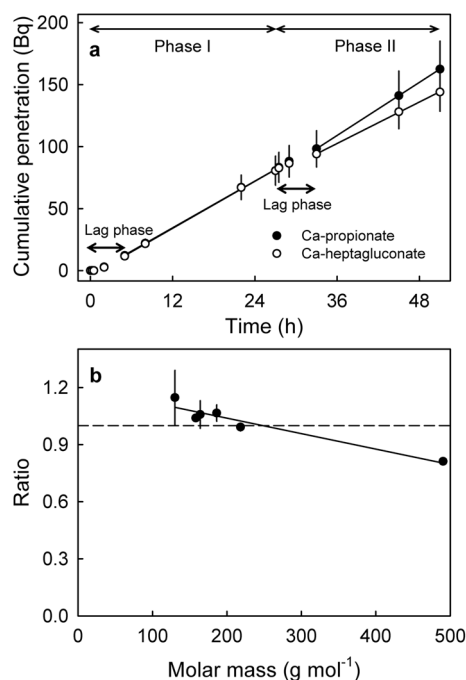 200
150
100
50
0
Cumulative penetration (Bq)
a
Phase I
Phase II
Lag phase
Lag phase
Ca-propionate
Ca-heptagluconate
0 12 24 36 48
Time (h)
b
1.2
0.9
0.6
0.3
0.0
Ratio
0 100 200 300 400 500
Molar mass (g mol⁻¹)